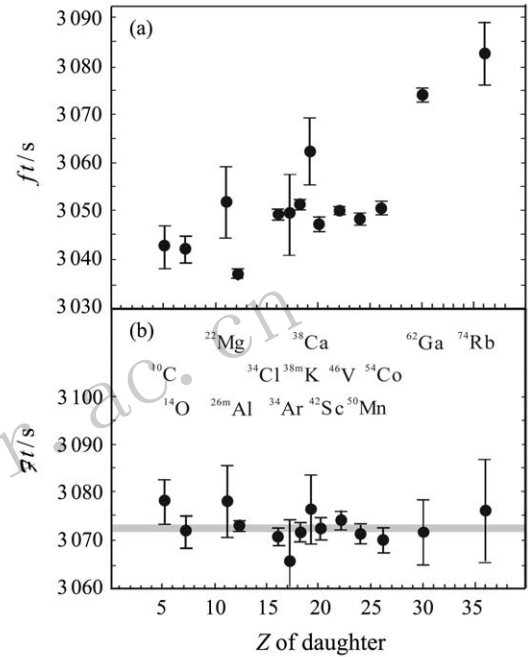 3 090
(a)
3 080
3 070
ft/s
3 060
3 050
3 040
3 030
(b)
²²Mg ³⁸Ca ⁶²Ga ⁷⁴Rb
¹⁰C ³⁴Cl ³⁸ᵐK ⁴⁶V ⁵⁴Co
3 100
¹⁴O ²⁶ᵐAl ³⁴Ar ⁴²Sc ⁵⁰Mn
3 090
ℱt/s
3 080
3 070
3 060
5 10 15 20 25 30 35
Z of daughter
r.ac.cn